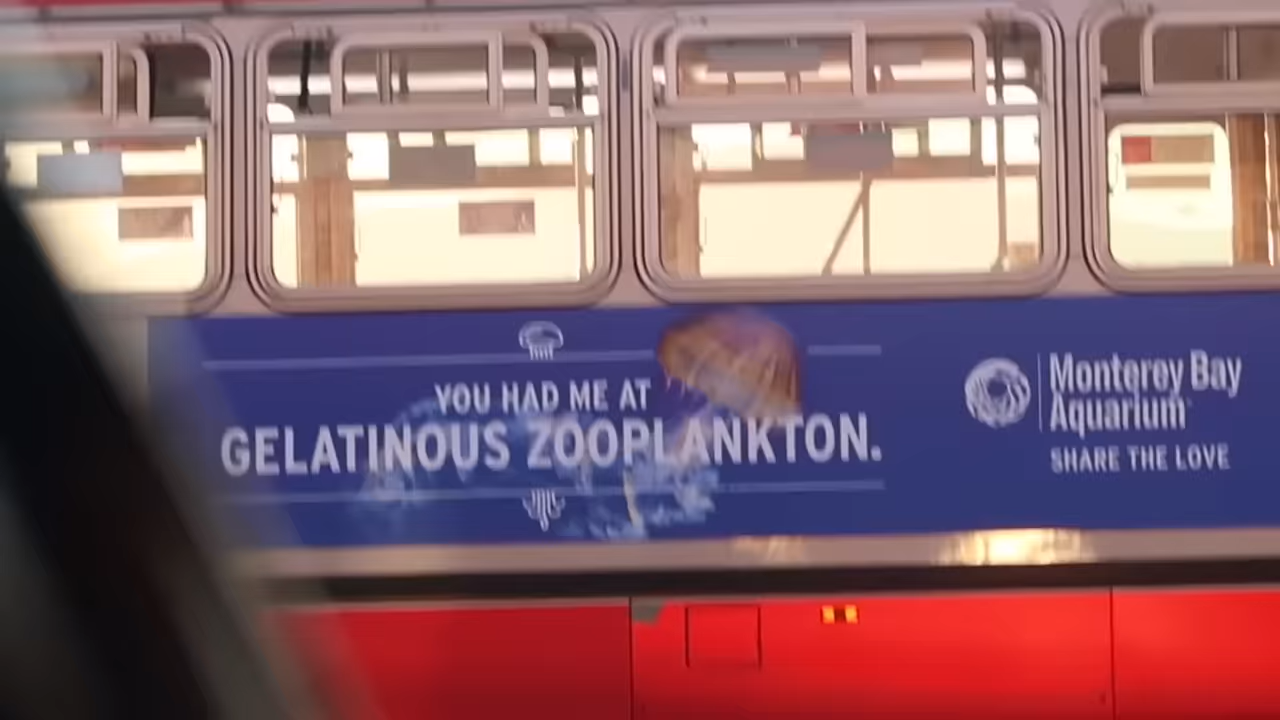 YOU HAD ME AT
GELATINOUS ZOOPLANKTON.
Monterey Bay
Aquarium
SHARE THE LOVE